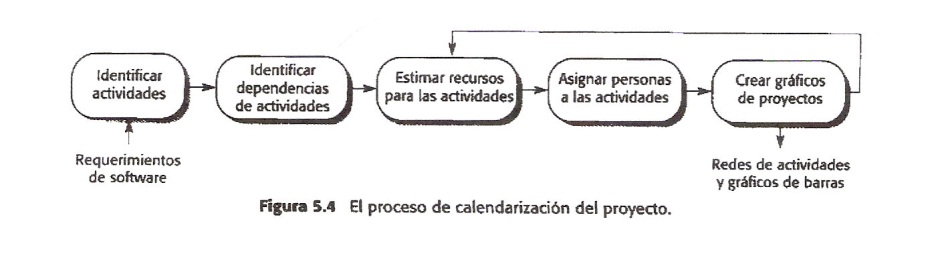 Identificar
actividades
Identificar
dependencias
de actividades
Estimar recursos
para las actividades
Asignar personas
a las actividades
Crear gráficos
de proyectos
Requerimientos
de software
Redes de actividades
y gráficos de barras
Figura 5.4 El proceso de calendarización del proyecto.